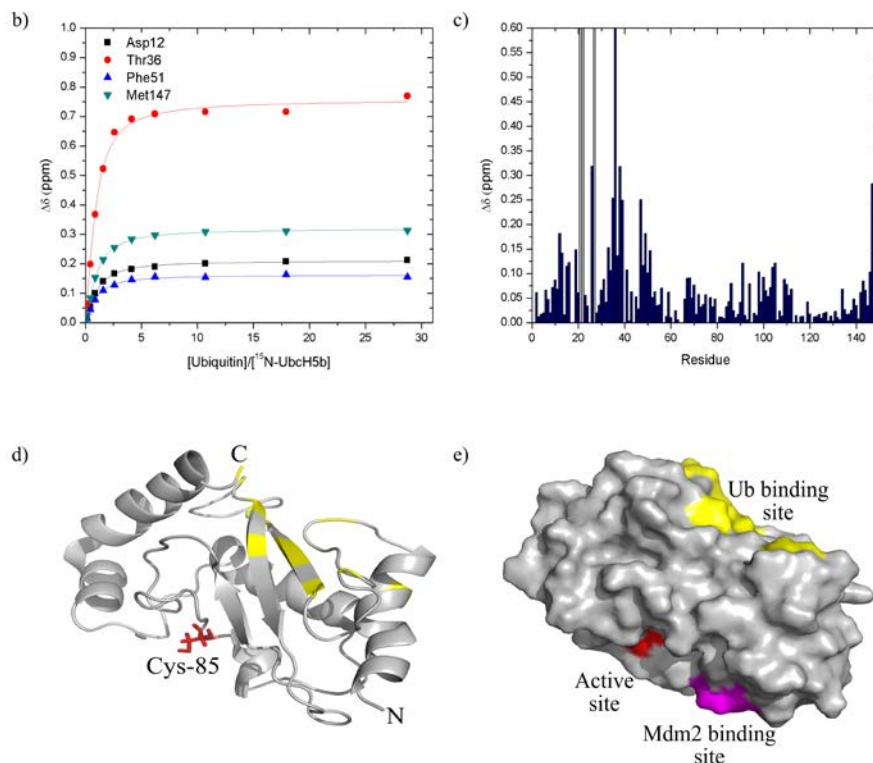 b)
Asp12
Thr36
Phe51
Met147
Δδ (ppm)
1.0
0.9
0.8
0.7
0.6
0.5
0.4
0.3
0.2
0.1
0.0
0 5 10 15 20 25 30
[Ubiquitin]/[¹⁵N-UbcH5b]
c)
Δδ (ppm)
0.60
0.55
0.50
0.45
0.40
0.35
0.30
0.25
0.20
0.15
0.10
0.05
0.00
0 20 40 60 80 100 120 140
Residue
d)
C
Cys-85
N
e)
Ub binding
site
Active
site
Mdm2 binding
site